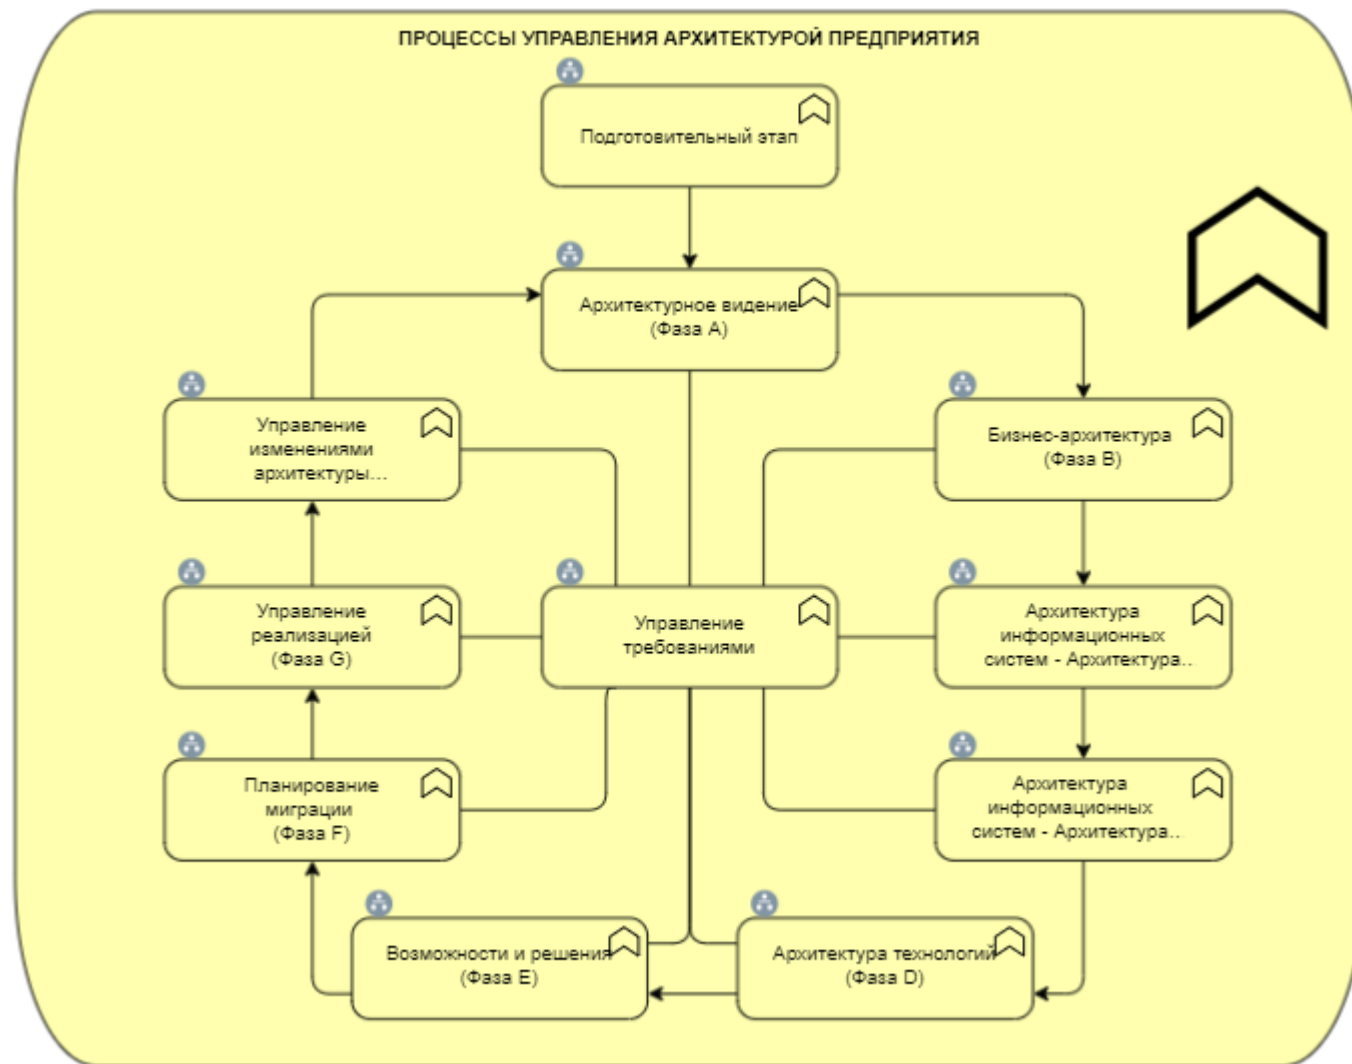 ПРОЦЕССЫ УПРАВЛЕНИЯ АРХИТЕКТУРОЙ ПРЕДПРИЯТИЯ
Подготовительный этап
Архитектурное видение
(Фаза A)
Управление
изменениями
архитектуры...
Бизнес-архитектура
(Фаза B)
Управление
реализацией
(Фаза G)
Управление
требованиями
Архитектура
информационных
систем - Архитектура...
Планирование
миграции
(Фаза F)
Архитектура
информационных
систем - Архитектура...
Возможности и решения
(Фаза E)
Архитектура технологий
(Фаза D)